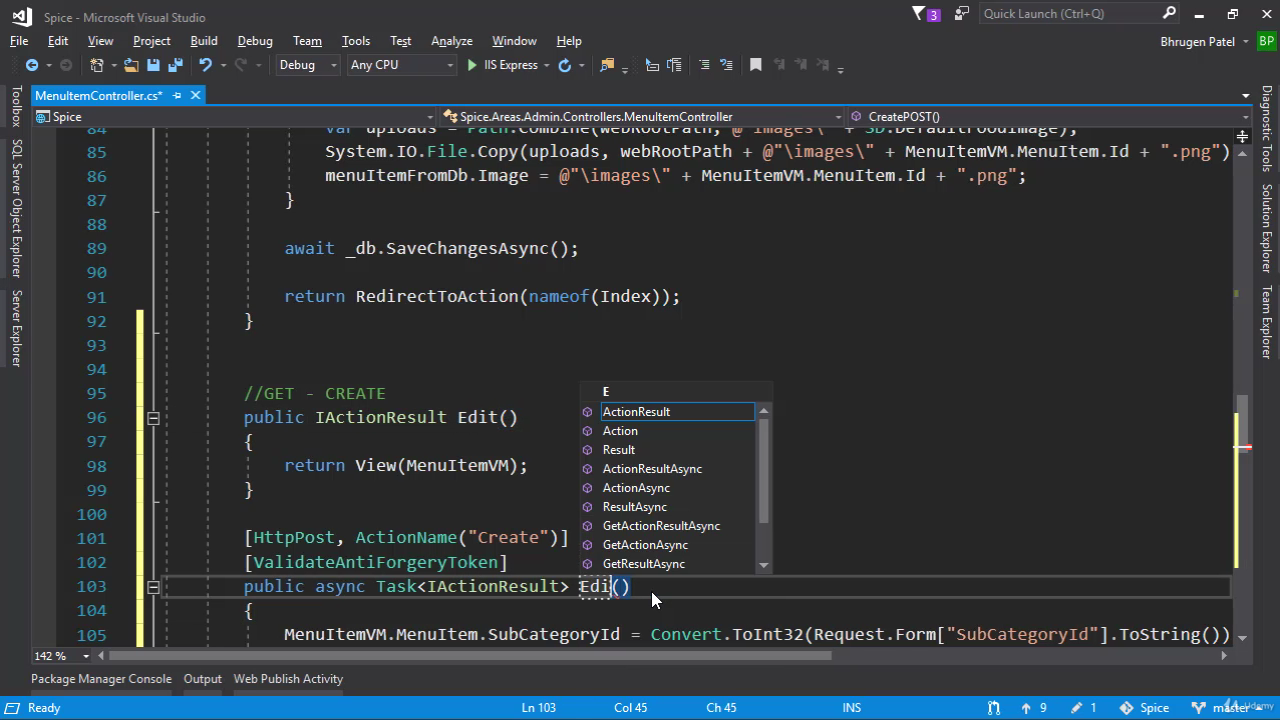 Spice - Microsoft Visual Studio
3
Quick Launch (Ctrl+Q)
File Edit View Project Build Debug Team Tools Test Analyze Window Help
Bhrugen Patel BP
Debug Any CPU IIS Express
MenuItemController.cs*
Spice Spice.Areas.Admin.Controllers.MenuItemController CreatePOST()
Toolbox
SQL Server Object Explorer
Server Explorer
Diagnostic Tools
Solution Explorer
Team Explorer
84 var uploads = Path.Combine(webRootPath, @"images\" + SD.DefaultFoodImage);
85 System.IO.File.Copy(uploads, webRootPath + @"\images\" + MenuItemVM.MenuItem.Id + ".png")
86 menuItemFromDb.Image = @"\images\" + MenuItemVM.MenuItem.Id + ".png";
87 }
88
89 await _db.SaveChangesAsync();
90
91 return RedirectToAction(nameof(Index));
92 }
93
94
95 //GET - CREATE
96 public IActionResult Edit()
97 {
98 return View(MenuItemVM);
99 }
100
101 [HttpPost, ActionName("Create")]
102 [ValidateAntiForgeryToken]
103 public async Task<IActionResult> Edi()
104 {
105 MenuItemVM.MenuItem.SubCategoryId = Convert.ToInt32(Request.Form["SubCategoryId"].ToString())
E
ActionResult
Action
Result
ActionResultAsync
ActionAsync
ResultAsync
GetActionResultAsync
GetActionAsync
GetResultAsync
142 %
Package Manager Console Output Web Publish Activity
Ready Ln 103 Col 45 Ch 45 INS 9 1 Spice master
Udemy